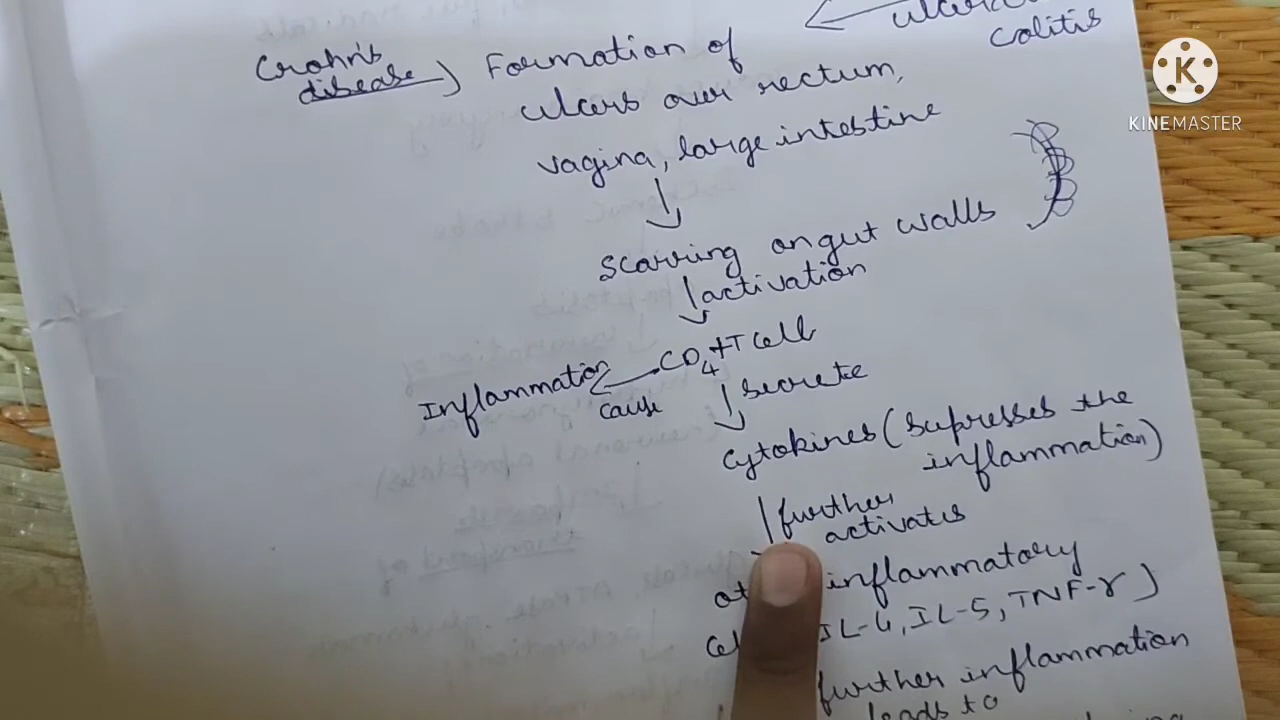 colitis
Crohn's
disease) Formation of
ulcers over rectum,
vagina, large intestine
scarring on gut walls
activation
CD4+T cell
Inflammation
cause
secrete
cytokines (supresses the
inflammation)
further
activates
inflammatory
IL-4, IL-5, TNF-γ)
further inflammation
leads to
K
KINEMASTER